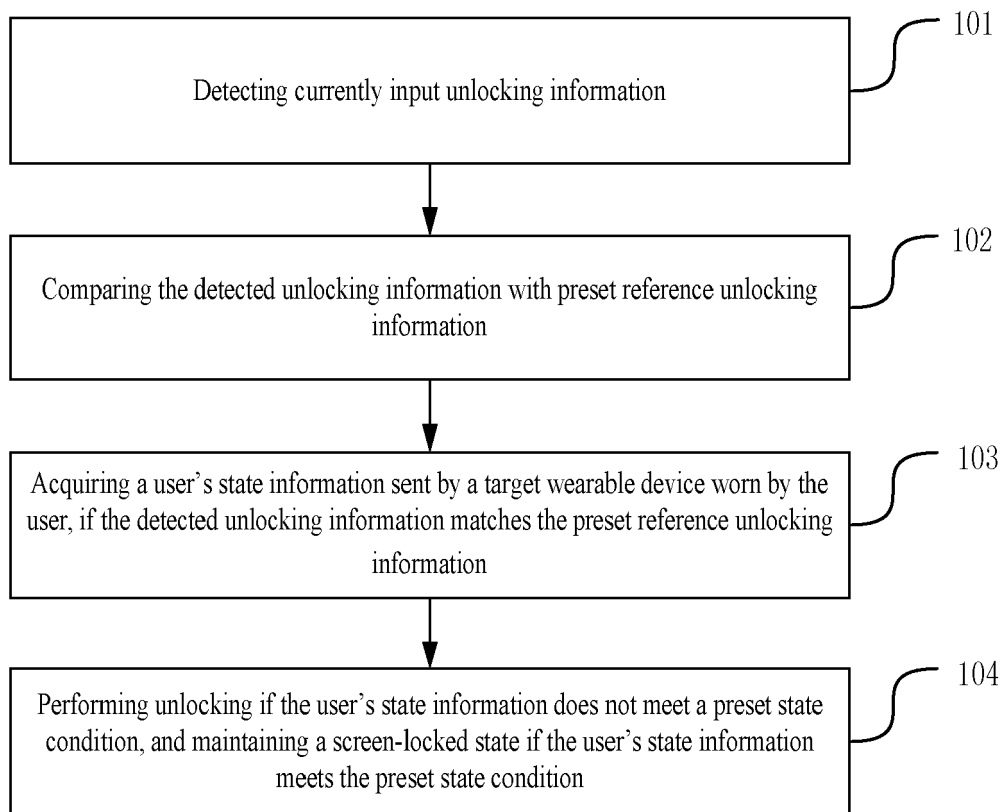 101
Detecting currently input unlocking information
102
Comparing the detected unlocking information with preset reference unlocking
information
103
Acquiring a user’s state information sent by a target wearable device worn by the
user, if the detected unlocking information matches the preset reference unlocking
information
104
Performing unlocking if the user’s state information does not meet a preset state
condition, and maintaining a screen-locked state if the user’s state information
meets the preset state condition